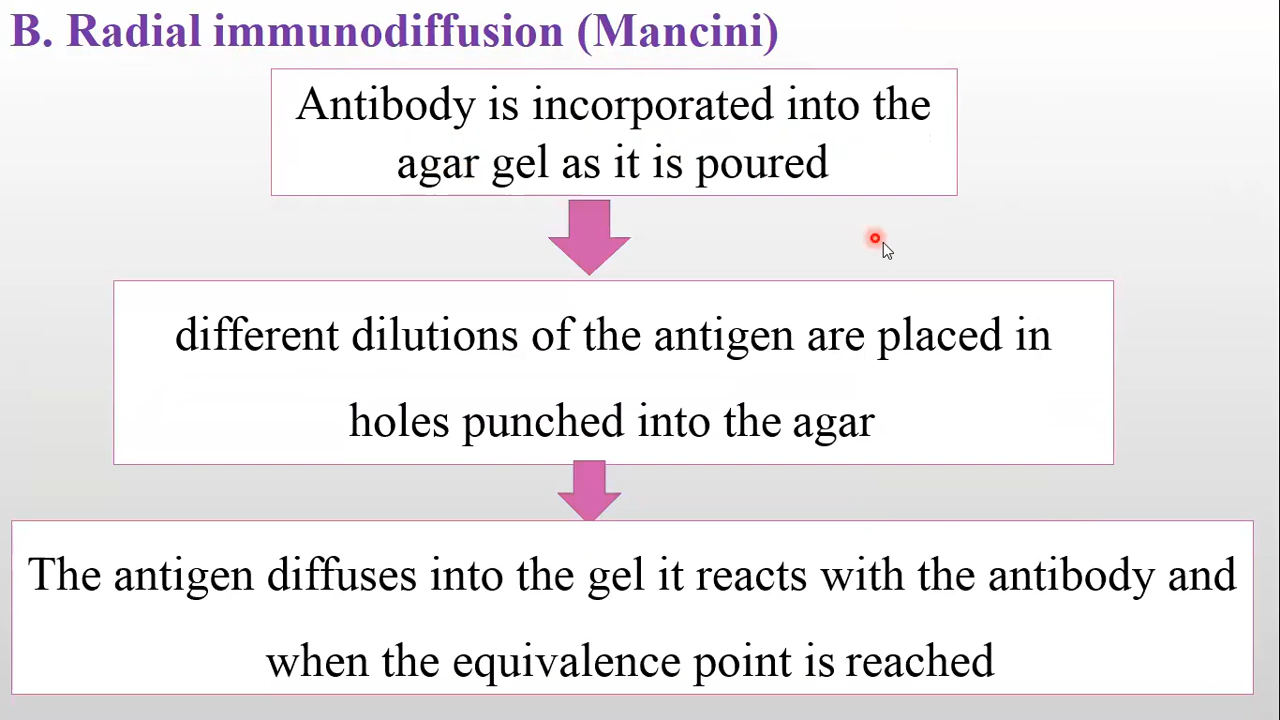 B. Radial immunodiffusion (Mancini)
Antibody is incorporated into the
agar gel as it is poured
different dilutions of the antigen are placed in
holes punched into the agar
The antigen diffuses into the gel it reacts with the antibody and
when the equivalence point is reached